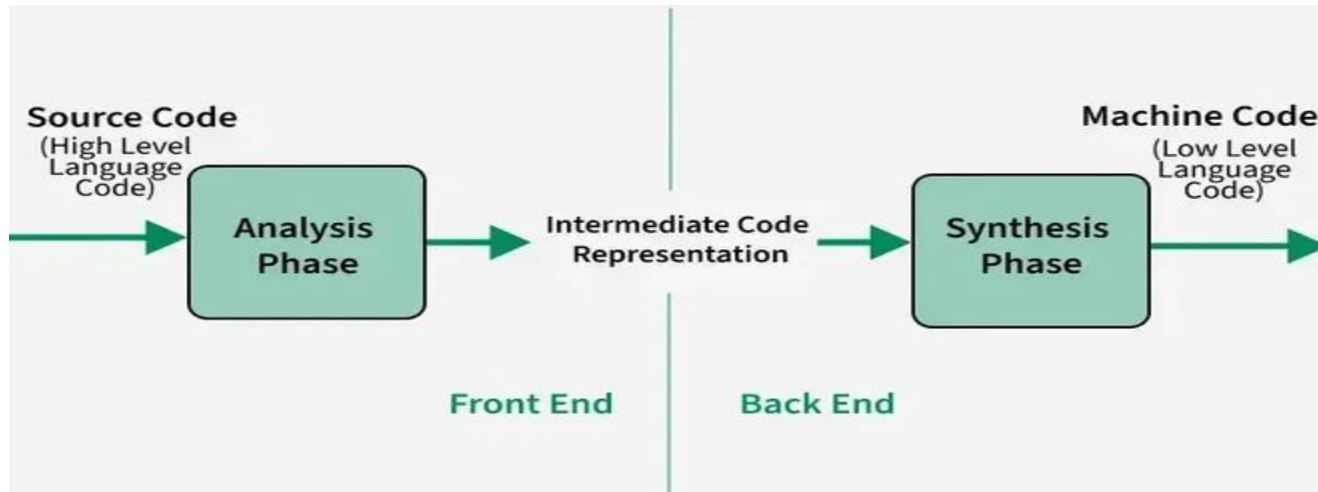 Source Code
(High Level
Language
Code)
Analysis
Phase
Intermediate Code
Representation
Synthesis
Phase
Machine Code
(Low Level
Language
Code)
Front End
Back End